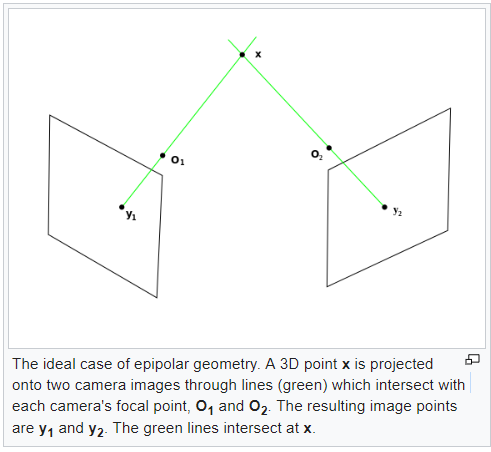 x
O₁
O₂
y₁
y₂
The ideal case of epipolar geometry. A 3D point x is projected
onto two camera images through lines (green) which intersect with
each camera's focal point, O₁ and O₂. The resulting image points
are y₁ and y₂. The green lines intersect at x.